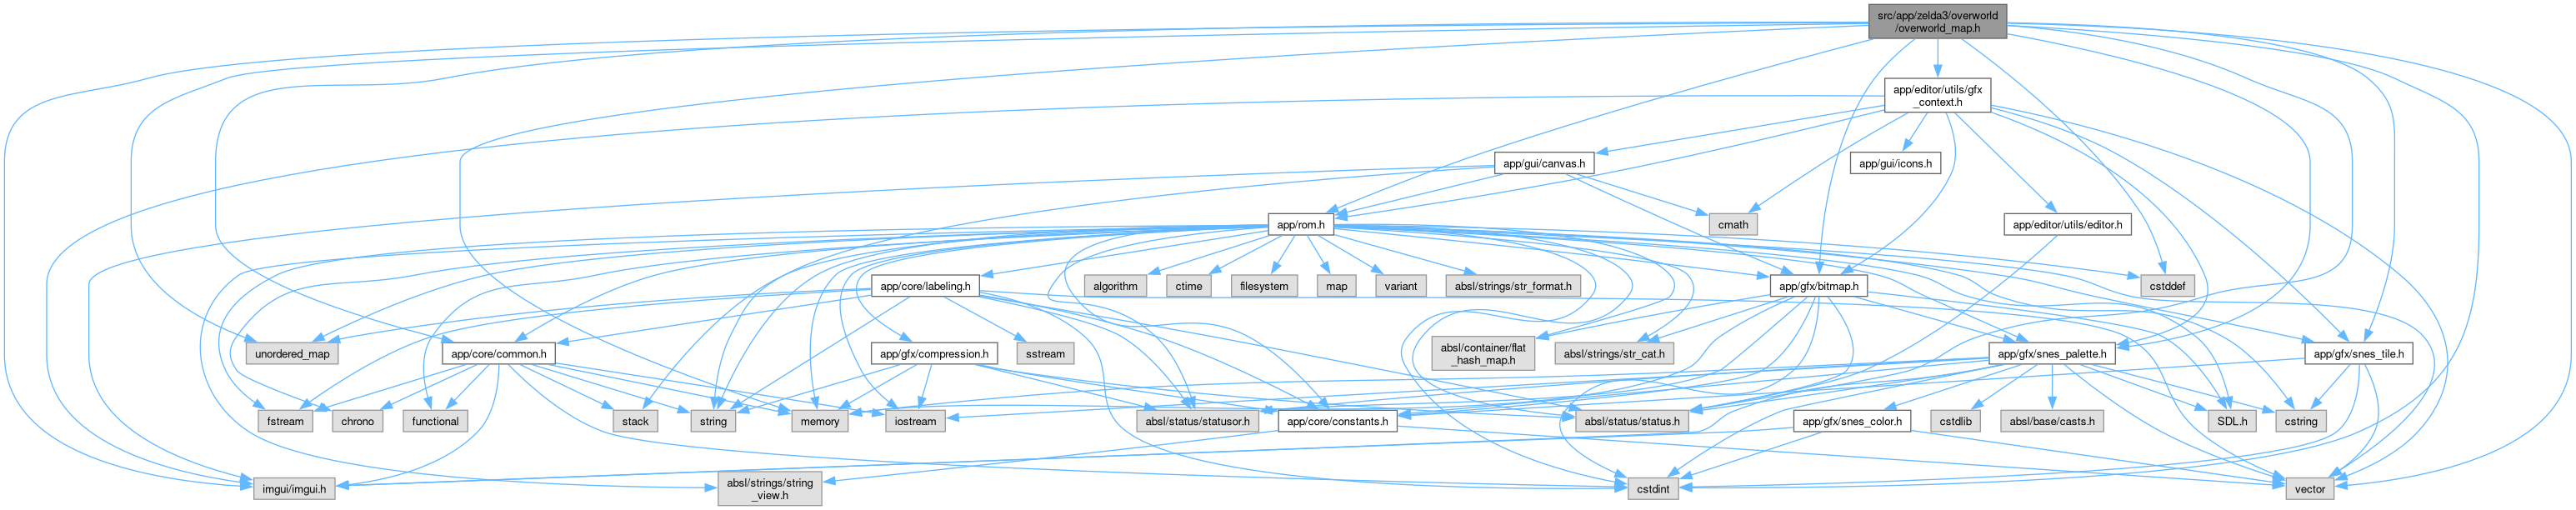 src/app/zelda3/overworld
/overworld_map.h
app/editor/utils/gfx
_context.h
app/gui/canvas.h
app/gui/icons.h
app/rom.h
cmath
app/editor/utils/editor.h
app/core/labeling.h
algorithm
ctime
filesystem
map
variant
absl/strings/str_format.h
app/gfx/bitmap.h
cstddef
unordered_map
app/core/common.h
app/gfx/compression.h
sstream
absl/container/flat
_hash_map.h
absl/strings/str_cat.h
app/gfx/snes_palette.h
app/gfx/snes_tile.h
fstream
chrono
functional
stack
string
memory
iostream
absl/status/statusor.h
app/core/constants.h
absl/status/status.h
app/gfx/snes_color.h
cstdlib
absl/base/casts.h
SDL.h
cstring
imgui/imgui.h
absl/strings/string
_view.h
cstdint
vector